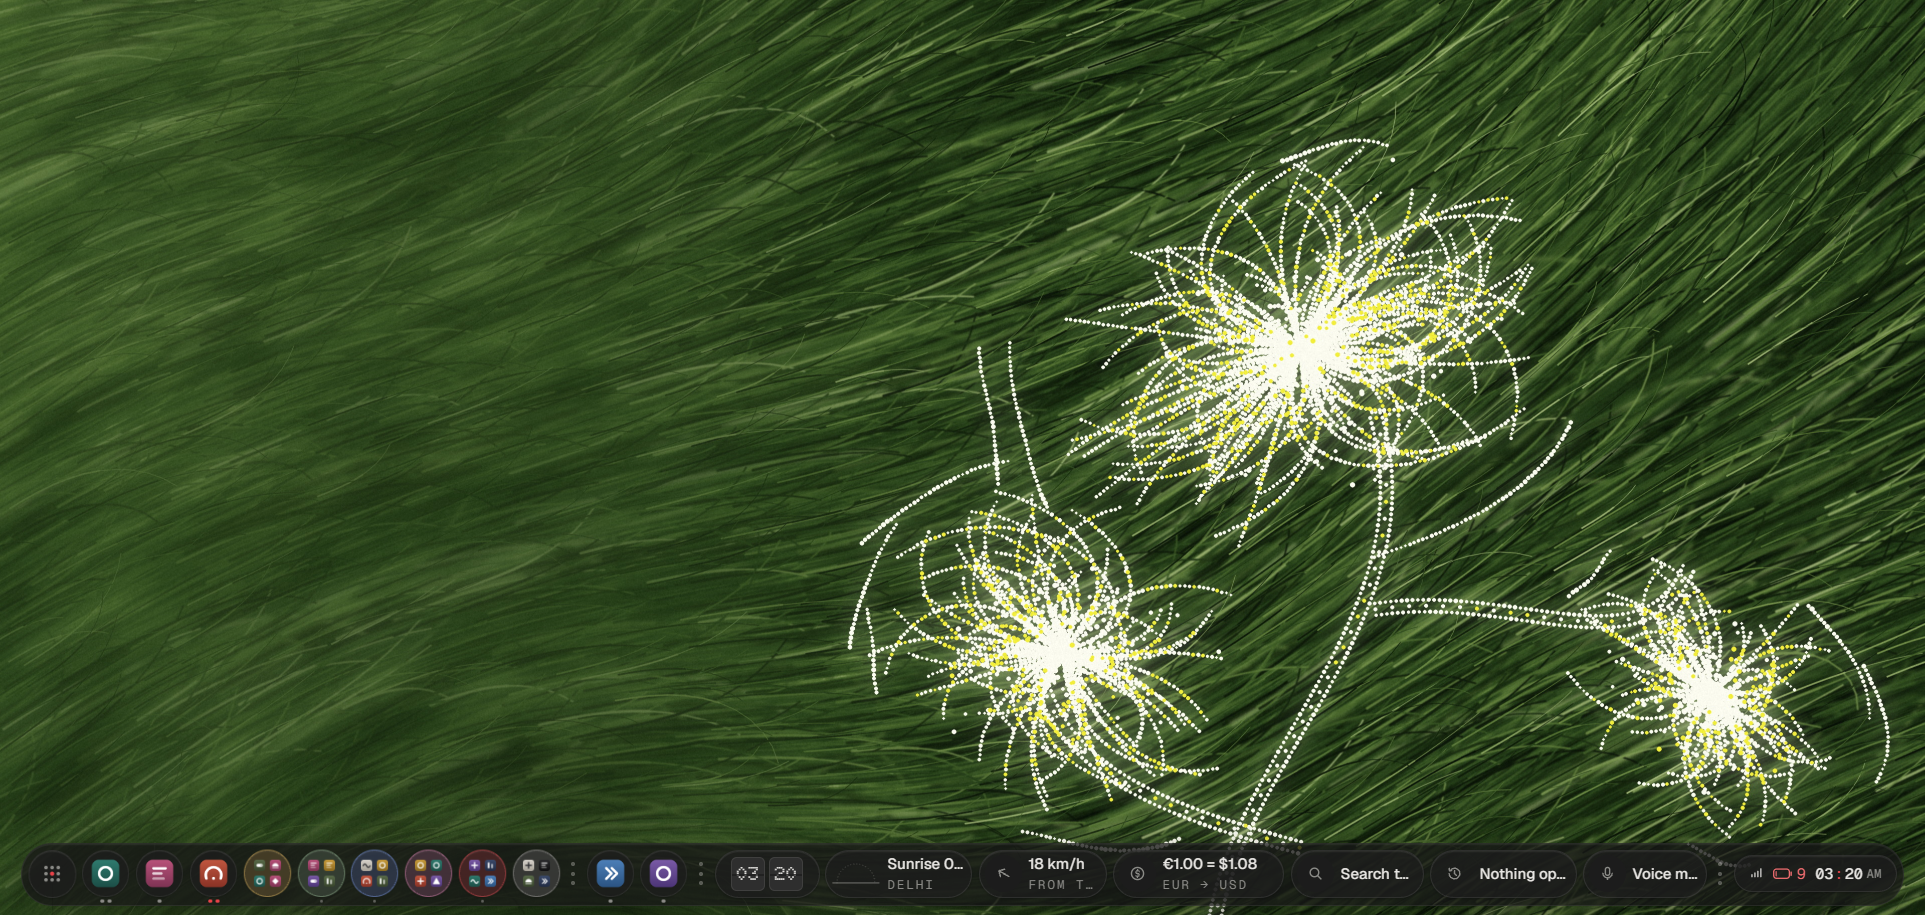 03 20
Sunrise 0...
DELHI
18 km/h
FROM T...
€1.00 = $1.08
EUR → USD
Search t...
Nothing op...
Voice m...
9 03:20 AM